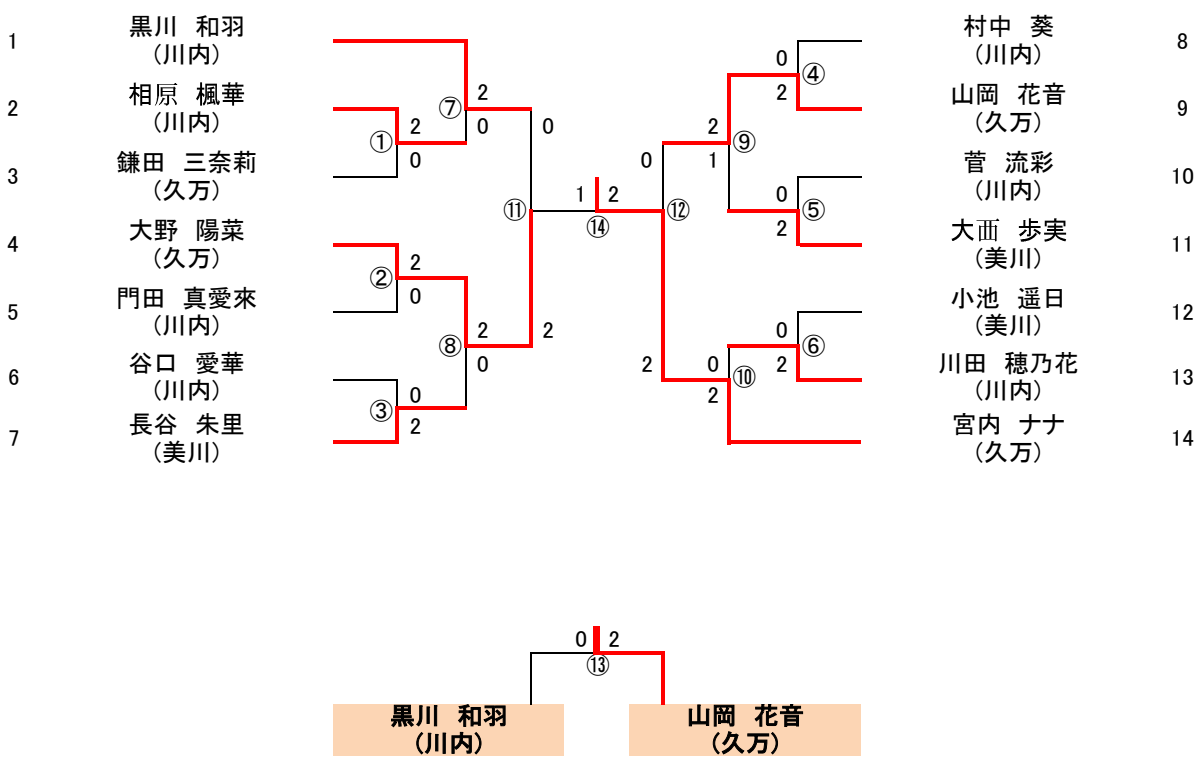 1 黒川 和羽
(川内)
2 相原 楓華
(川内)
3 鎌田 三奈莉
(久万)
4 大野 陽菜
(久万)
5 門田 真愛來
(川内)
6 谷口 愛華
(川内)
7 長谷 朱里
(美川)
⑦ 2
0
① 2
0
② 2
0
⑧ 2
0
③ 0
2
0
⑪
2
1 2
⑭
0
⑫
2
2
⑨
1
0
④
2
0
⑤
2
0
⑥
2
0
⑩
2
村中 葵 8
(川内)
山岡 花音 9
(久万)
菅 流彩 10
(川内)
大西 歩実 11
(美川)
小池 遥日 12
(美川)
川田 穂乃花 13
(川内)
宮内 ナナ 14
(久万)
0 2
⑬
黒川 和羽
(川内)
山岡 花音
(久万)